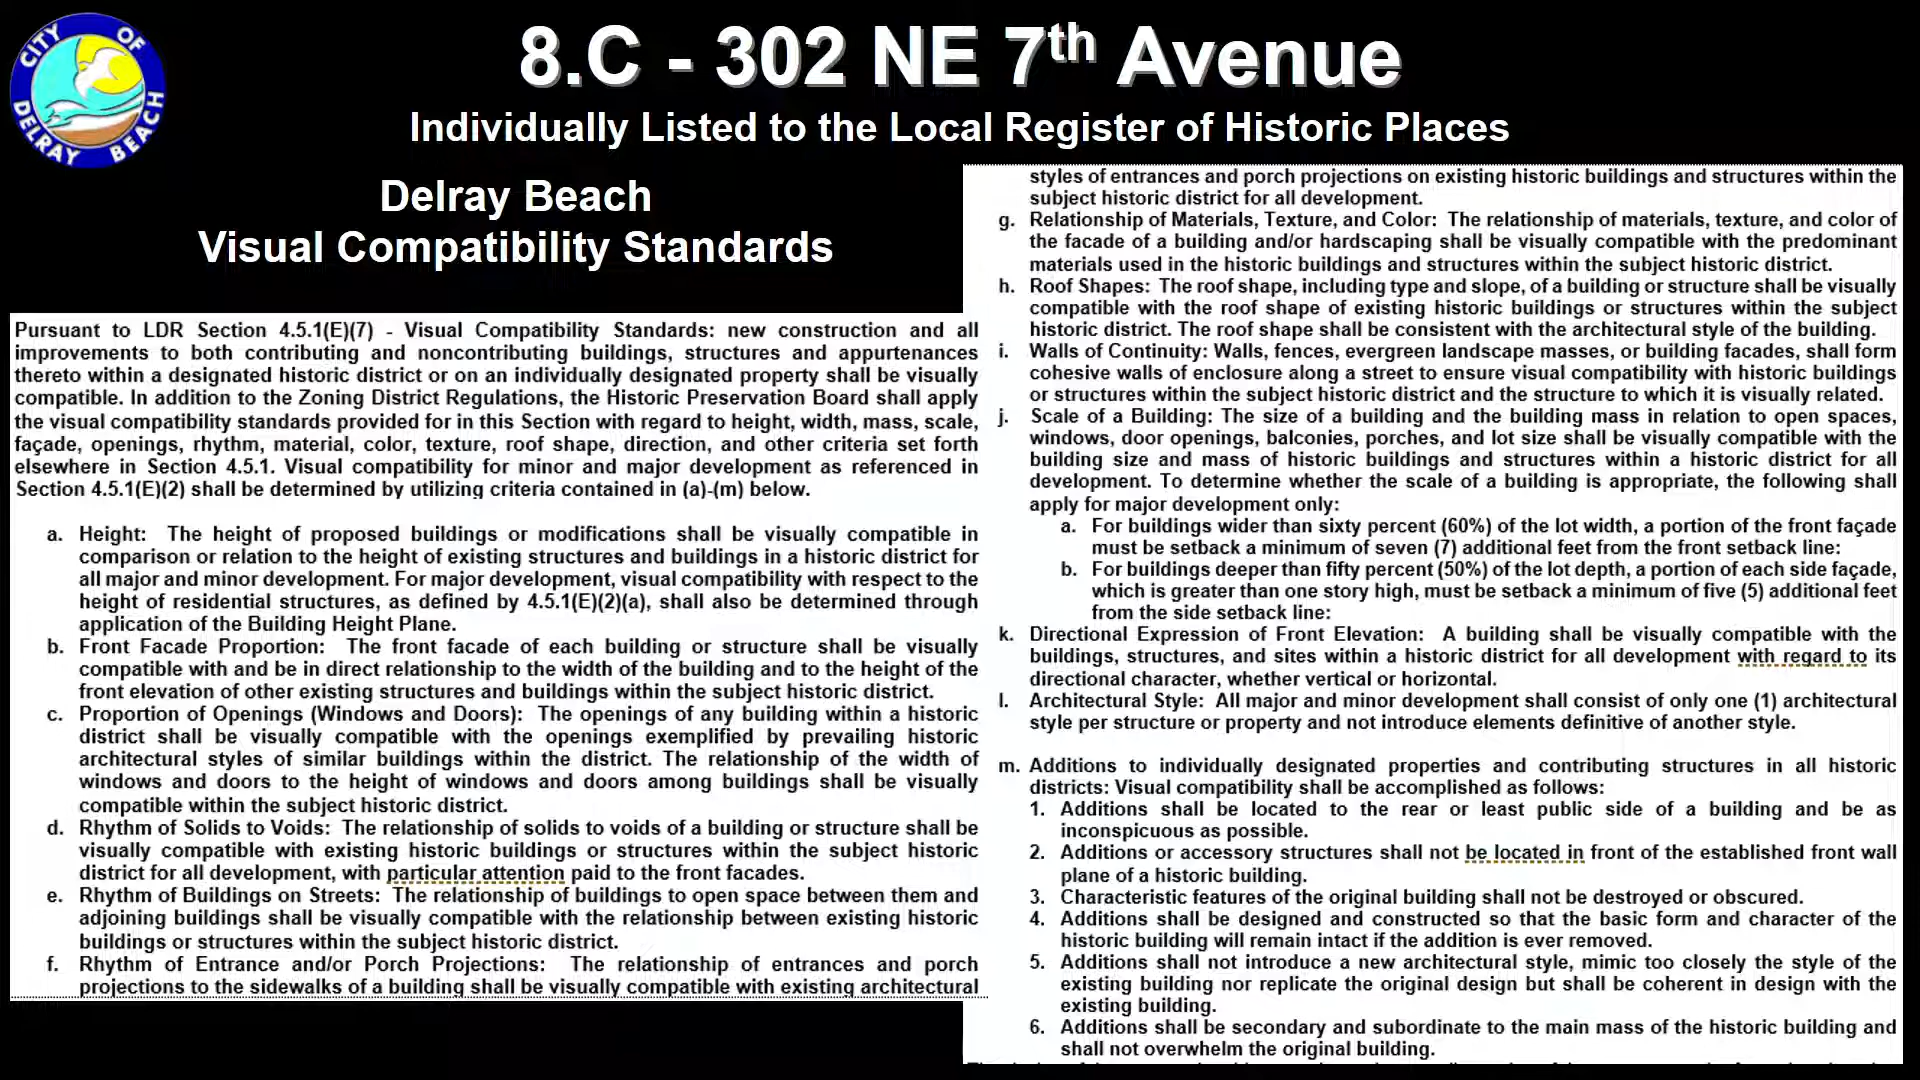 CITY OF
DELRAY BEACH
8.C - 302 NE 7th Avenue
Individually Listed to the Local Register of Historic Places
Delray Beach
Visual Compatibility Standards
Pursuant to LDR Section 4.5.1(E)(7) - Visual Compatibility Standards: new construction and all
improvements to both contributing and noncontributing buildings, structures and appurtenances
thereto within a designated historic district or on an individually designated property shall be visually
compatible. In addition to the Zoning District Regulations, the Historic Preservation Board shall apply
the visual compatibility standards provided for in this Section with regard to height, width, mass, scale,
façade, openings, rhythm, material, color, texture, roof shape, direction, and other criteria set forth
elsewhere in Section 4.5.1. Visual compatibility for minor and major development as referenced in
Section 4.5.1(E)(2) shall be determined by utilizing criteria contained in (a)-(m) below.
a. Height: The height of proposed buildings or modifications shall be visually compatible in
comparison or relation to the height of existing structures and buildings in a historic district for
all major and minor development. For major development, visual compatibility with respect to the
height of residential structures, as defined by 4.5.1(E)(2)(a), shall also be determined through
application of the Building Height Plane.
b. Front Facade Proportion: The front facade of each building or structure shall be visually
compatible with and be in direct relationship to the width of the building and to the height of the
front elevation of other existing structures and buildings within the subject historic district.
c. Proportion of Openings (Windows and Doors): The openings of any building within a historic
district shall be visually compatible with the openings exemplified by prevailing historic
architectural styles of similar buildings within the district. The relationship of the width of
windows and doors to the height of windows and doors among buildings shall be visually
compatible within the subject historic district.
d. Rhythm of Solids to Voids: The relationship of solids to voids of a building or structure shall be
visually compatible with existing historic buildings or structures within the subject historic
district for all development, with particular attention paid to the front facades.
e. Rhythm of Buildings on Streets: The relationship of buildings to open space between them and
adjoining buildings shall be visually compatible with the relationship between existing historic
buildings or structures within the subject historic district.
f. Rhythm of Entrance and/or Porch Projections: The relationship of entrances and porch
projections to the sidewalks of a building shall be visually compatible with existing architectural
styles of entrances and porch projections on existing historic buildings and structures within the
subject historic district for all development.
g. Relationship of Materials, Texture, and Color: The relationship of materials, texture, and color of
the facade of a building and/or hardscaping shall be visually compatible with the predominant
materials used in the historic buildings and structures within the subject historic district.
h. Roof Shapes: The roof shape, including type and slope, of a building or structure shall be visually
compatible with the roof shape of existing historic buildings or structures within the subject
historic district. The roof shape shall be consistent with the architectural style of the building.
i. Walls of Continuity: Walls, fences, evergreen landscape masses, or building facades, shall form
cohesive walls of enclosure along a street to ensure visual compatibility with historic buildings
or structures within the subject historic district and the structure to which it is visually related.
j. Scale of a Building: The size of a building and the building mass in relation to open spaces,
windows, door openings, balconies, porches, and lot size shall be visually compatible with the
building size and mass of historic buildings and structures within a historic district for all
development. To determine whether the scale of a building is appropriate, the following shall
apply for major development only:
a. For buildings wider than sixty percent (60%) of the lot width, a portion of the front façade
must be setback a minimum of seven (7) additional feet from the front setback line:
b. For buildings deeper than fifty percent (50%) of the lot depth, a portion of each side façade,
which is greater than one story high, must be setback a minimum of five (5) additional feet
from the side setback line:
k. Directional Expression of Front Elevation: A building shall be visually compatible with the
buildings, structures, and sites within a historic district for all development with regard to its
directional character, whether vertical or horizontal.
l. Architectural Style: All major and minor development shall consist of only one (1) architectural
style per structure or property and not introduce elements definitive of another style.
m. Additions to individually designated properties and contributing structures in all historic
districts: Visual compatibility shall be accomplished as follows:
1. Additions shall be located to the rear or least public side of a building and be as
inconspicuous as possible.
2. Additions or accessory structures shall not be located in front of the established front wall
plane of a historic building.
3. Characteristic features of the original building shall not be destroyed or obscured.
4. Additions shall be designed and constructed so that the basic form and character of the
historic building will remain intact if the addition is ever removed.
5. Additions shall not introduce a new architectural style, mimic too closely the style of the
existing building nor replicate the original design but shall be coherent in design with the
existing building.
6. Additions shall be secondary and subordinate to the main mass of the historic building and
shall not overwhelm the original building.